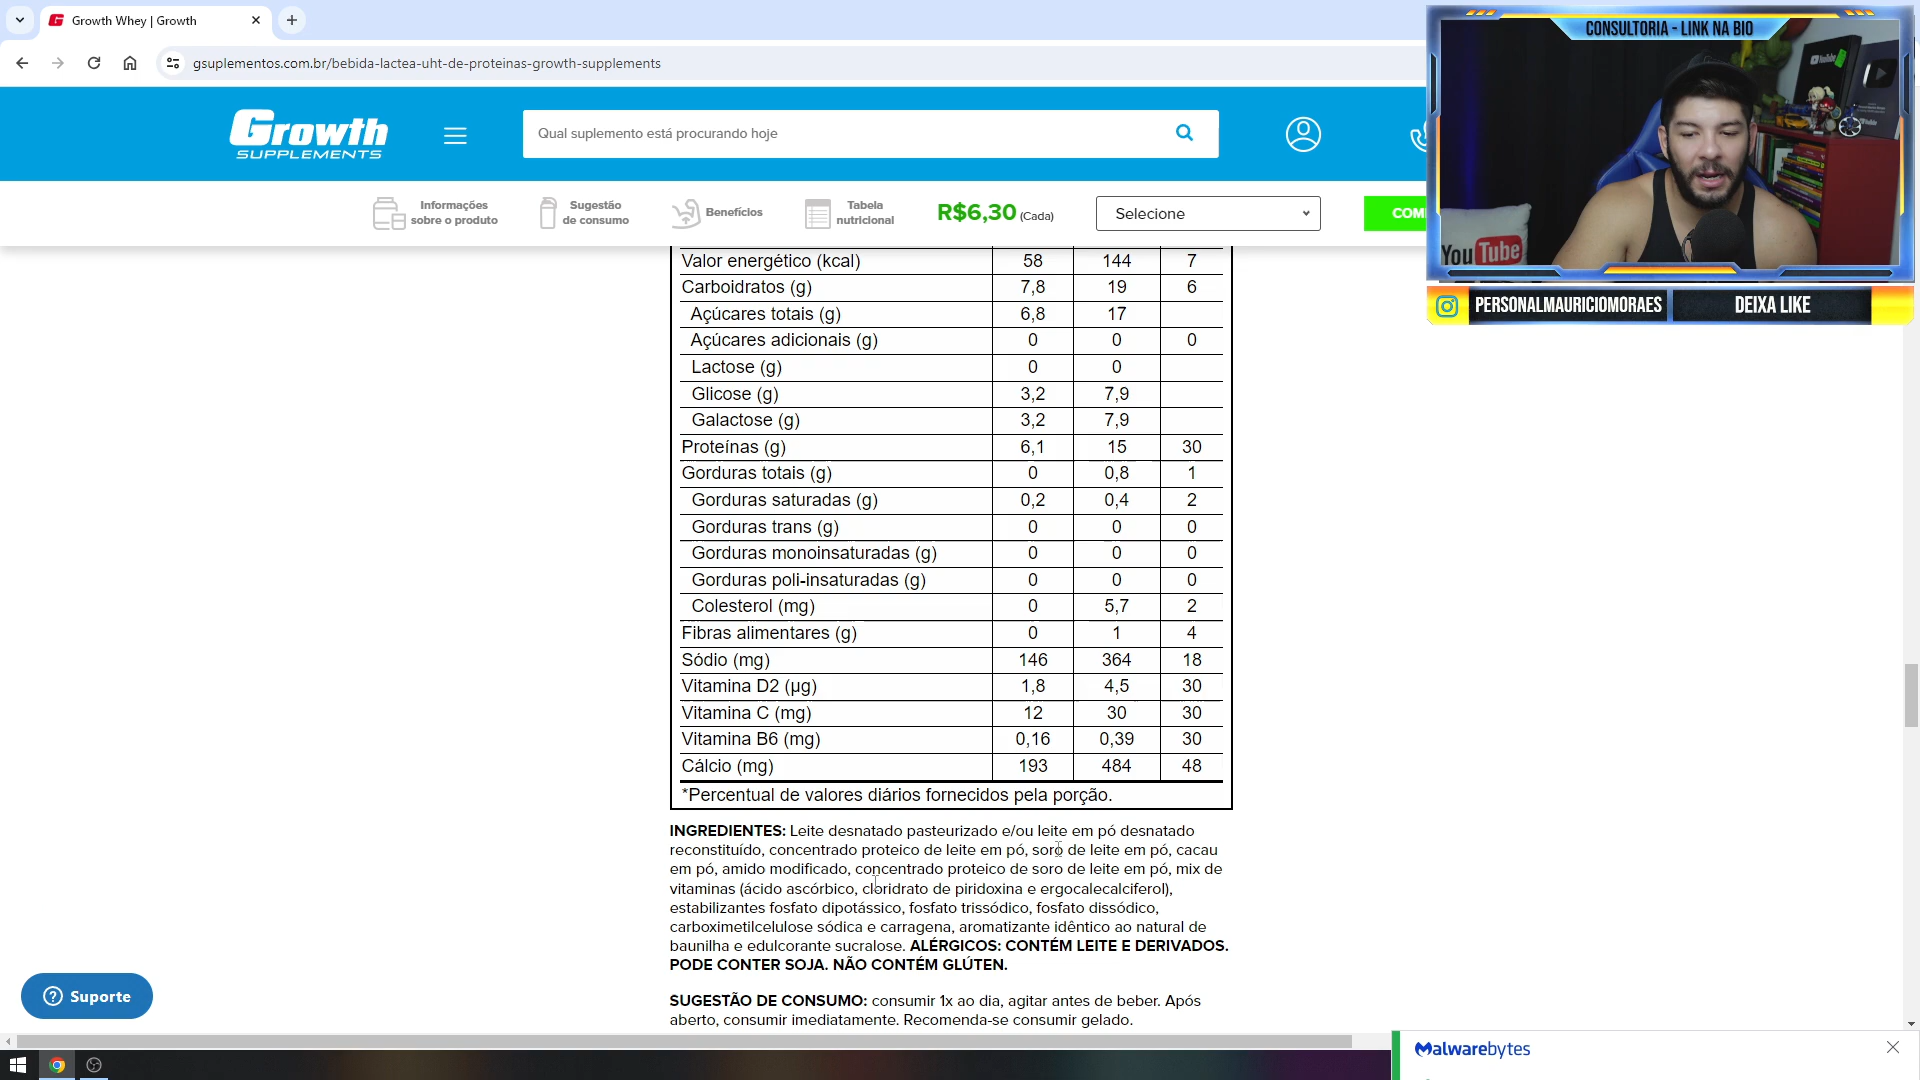 Growth Whey | Growth
gsuplementos.com.br/bebida-lactea-uht-de-proteinas-growth-supplements
Growth
SUPPLEMENTS
Qual suplemento está procurando hoje
Informações
sobre o produto
Sugestão
de consumo
Benefícios
Tabela
nutricional
R$6,30 (Cada)
Selecione
COM
CONSULTORIA - LINK NA BIO
YouTube
YouTube
PERSONALMAURICIOMORAES
DEIXA LIKE
Valor energético (kcal) 58 144 7
Carboidratos (g) 7,8 19 6
Açúcares totais (g) 6,8 17
Açúcares adicionais (g) 0 0 0
Lactose (g) 0 0
Glicose (g) 3,2 7,9
Galactose (g) 3,2 7,9
Proteínas (g) 6,1 15 30
Gorduras totais (g) 0 0,8 1
Gorduras saturadas (g) 0,2 0,4 2
Gorduras trans (g) 0 0 0
Gorduras monoinsaturadas (g) 0 0 0
Gorduras poli-insaturadas (g) 0 0 0
Colesterol (mg) 0 5,7 2
Fibras alimentares (g) 0 1 4
Sódio (mg) 146 364 18
Vitamina D2 (µg) 1,8 4,5 30
Vitamina C (mg) 12 30 30
Vitamina B6 (mg) 0,16 0,39 30
Cálcio (mg) 193 484 48
*Percentual de valores diários fornecidos pela porção.
INGREDIENTES: Leite desnatado pasteurizado e/ou leite em pó desnatado
reconstituído, concentrado proteico de leite em pó, soro de leite em pó, cacau
em pó, amido modificado, concentrado proteico de soro de leite em pó, mix de
vitaminas (ácido ascórbico, cloridrato de piridoxina e ergocalecalciferol),
estabilizantes fosfato dipotássico, fosfato trissódico, fosfato dissódico,
carboximetilcelulose sódica e carragena, aromatizante idêntico ao natural de
baunilha e edulcorante sucralose. ALÉRGICOS: CONTÉM LEITE E DERIVADOS.
PODE CONTER SOJA. NÃO CONTÉM GLÚTEN.
SUGESTÃO DE CONSUMO: consumir 1x ao dia, agitar antes de beber. Após
aberto, consumir imediatamente. Recomenda-se consumir gelado.
Suporte
Malwarebytes